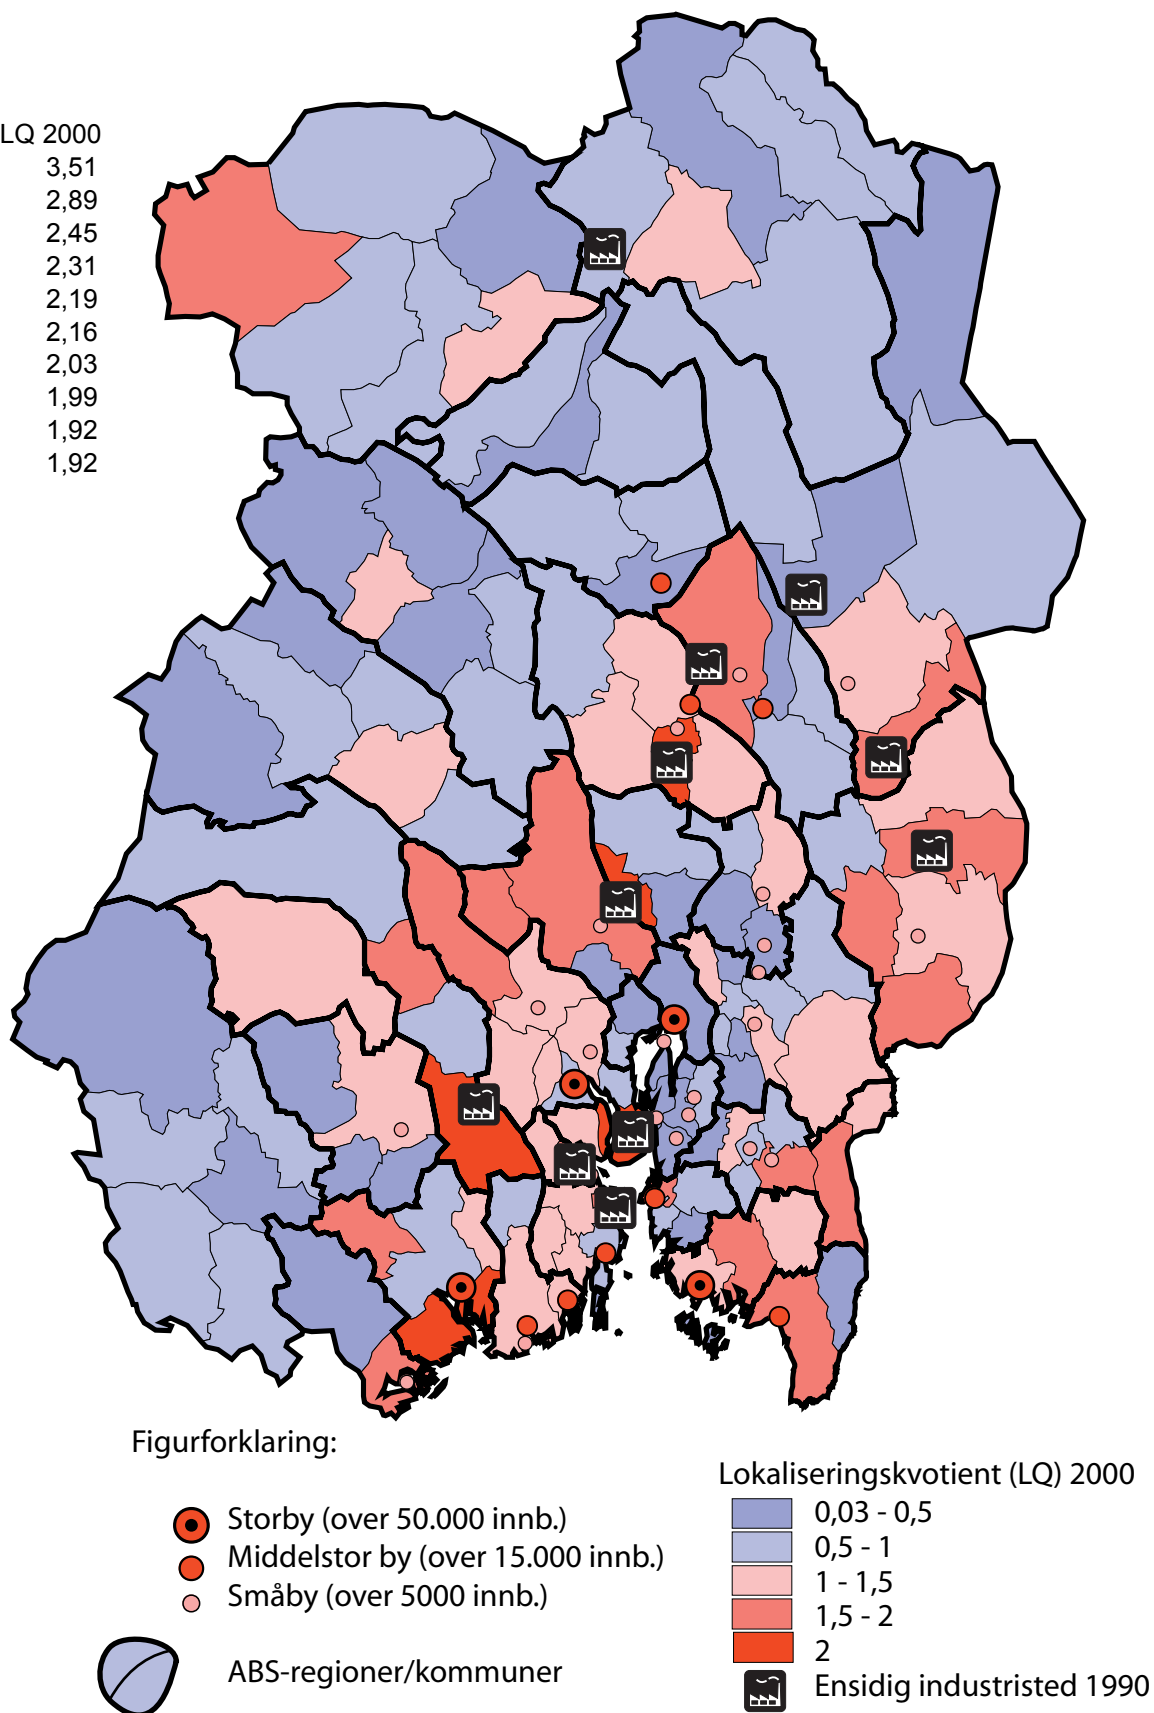 LQ 2000
3,51
2,89
2,45
2,31
2,19
2,16
2,03
1,99
1,92
1,92
Figurforklaring:
Storby (over 50.000 innb.)
Middelstor by (over 15.000 innb.)
Småby (over 5000 innb.)
ABS-regioner/kommuner
Lokaliseringskvotient (LQ) 2000
0,03 - 0,5
0,5 - 1
1 - 1,5
1,5 - 2
2
Ensidig industristed 1990